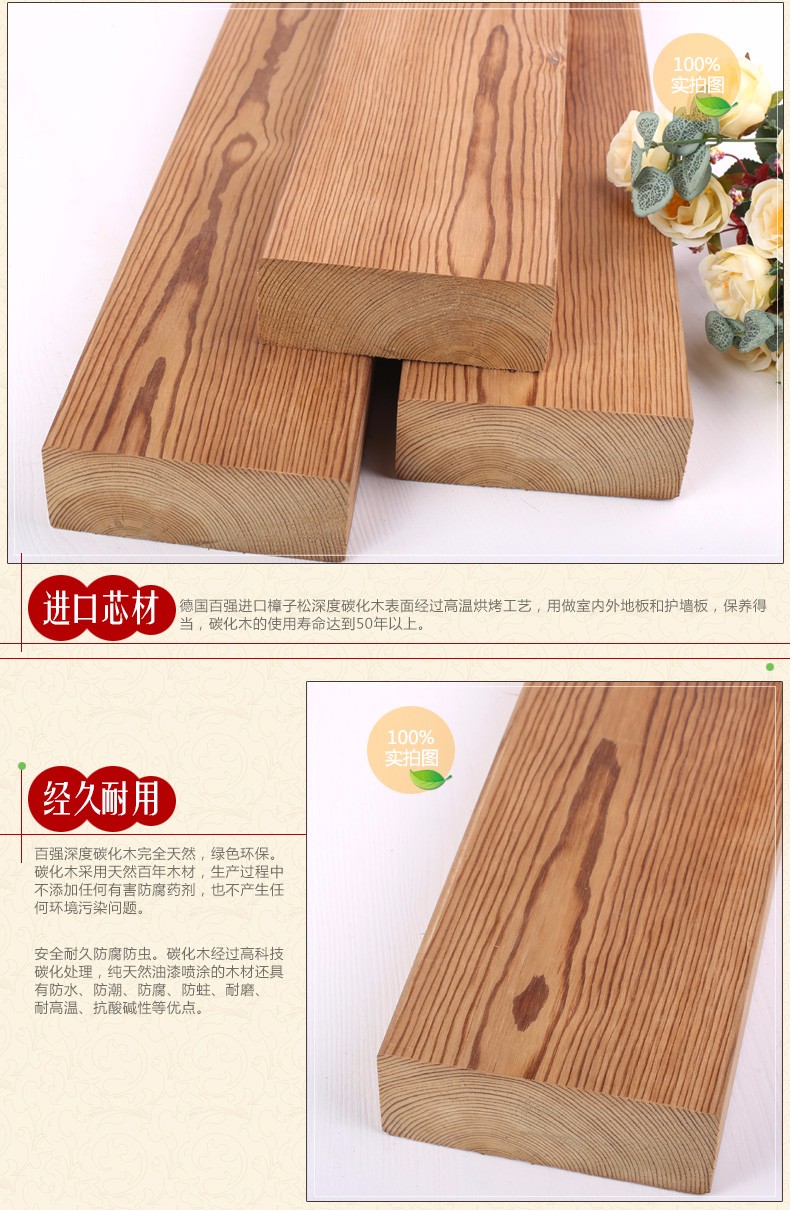 100%
实拍图
进口芯材
德国百强进口樟子松深度碳化木表面经过高温烘烤工艺，用做室内外地板和护墙板，保养得
当，碳化木的使用寿命达到50年以上。
100%
实拍图
经久耐用
百强深度碳化木完全天然，绿色环保。
碳化木采用天然百年木材，生产过程中
不添加任何有害防腐药剂，也不产生任
何环境污染问题。
安全耐久防腐防虫。碳化木经过高科技
碳化处理，纯天然油漆喷涂的木材还具
有防水、防潮、防腐、防蛀、耐磨、
耐高温、抗酸碱性等优点。